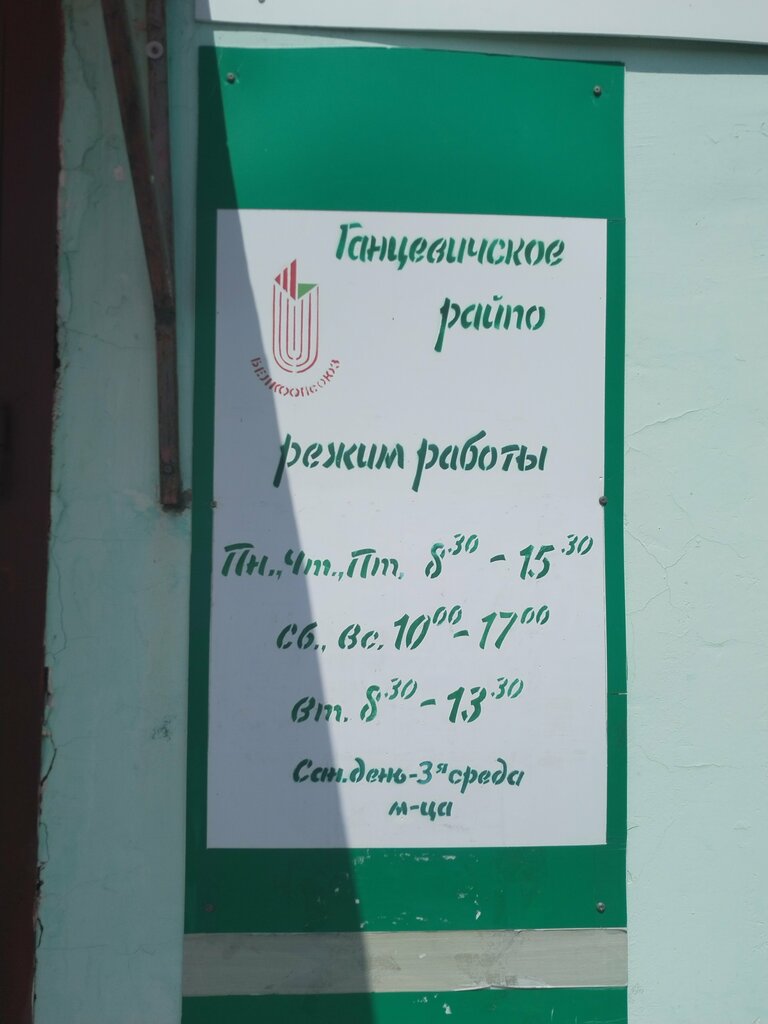 Ганцевичское
райпо
БЕЛКООПСОЮЗ
режим работы
Пн., Чт., Пт. 8.30 - 15.30
Сб., Вс. 10 00 - 17 00
Вт. 8.30 - 13.30
Сан.день-3я среда
м-ца